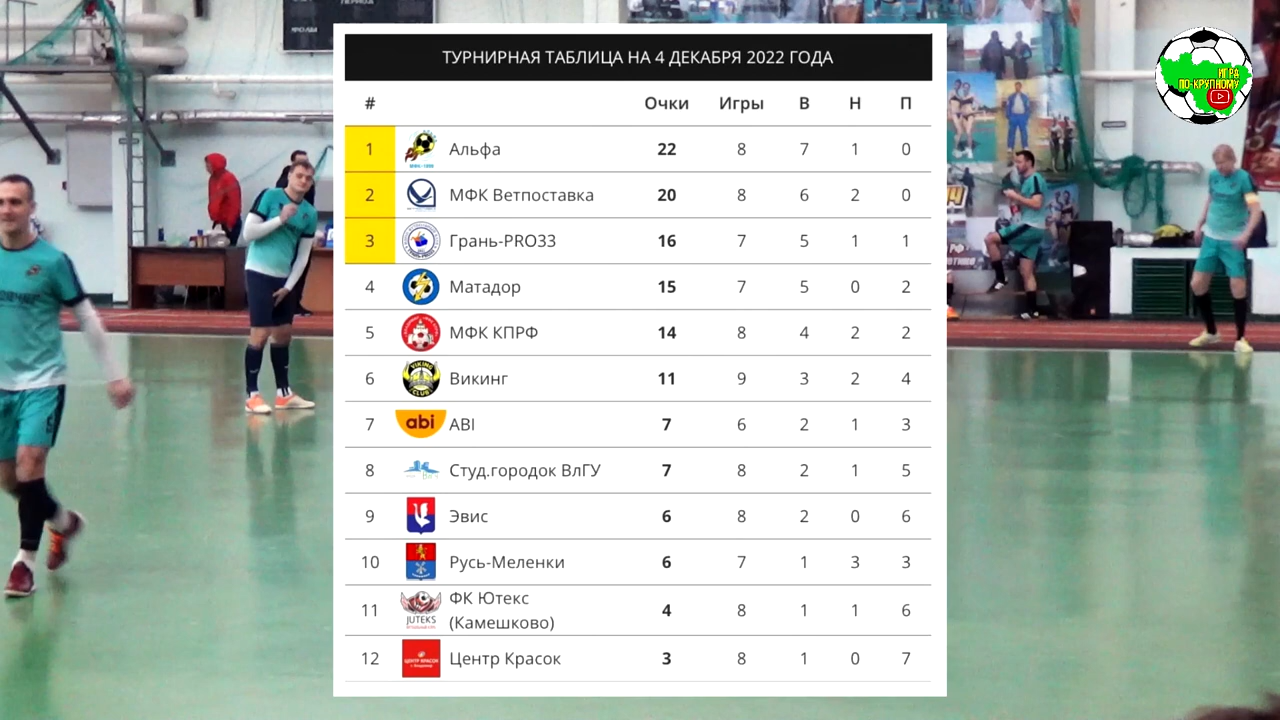 ТУРНИРНАЯ ТАБЛИЦА НА 4 ДЕКАБРЯ 2022 ГОДА
ИГРА
ПО-КРУПНОМУ
# Очки Игры В Н П
1 Альфа 22 8 7 1 0
2 МФК Ветпоставка 20 8 6 2 0
3 Грань-PRO33 16 7 5 1 1
4 Матадор 15 7 5 0 2
5 МФК КПРФ 14 8 4 2 2
6 VIKING CLUB Викинг 11 9 3 2 4
7 abi ABI 7 6 2 1 3
8 Студ.городок ВлГУ 7 8 2 1 5
9 Эвис 6 8 2 0 6
10 Русь-Меленки 6 7 1 3 3
11 JUTEKS ФК Ютекс
(Камешково) 4 8 1 1 6
12 ЦЕНТР КРАСОК Центр Красок 3 8 1 0 7